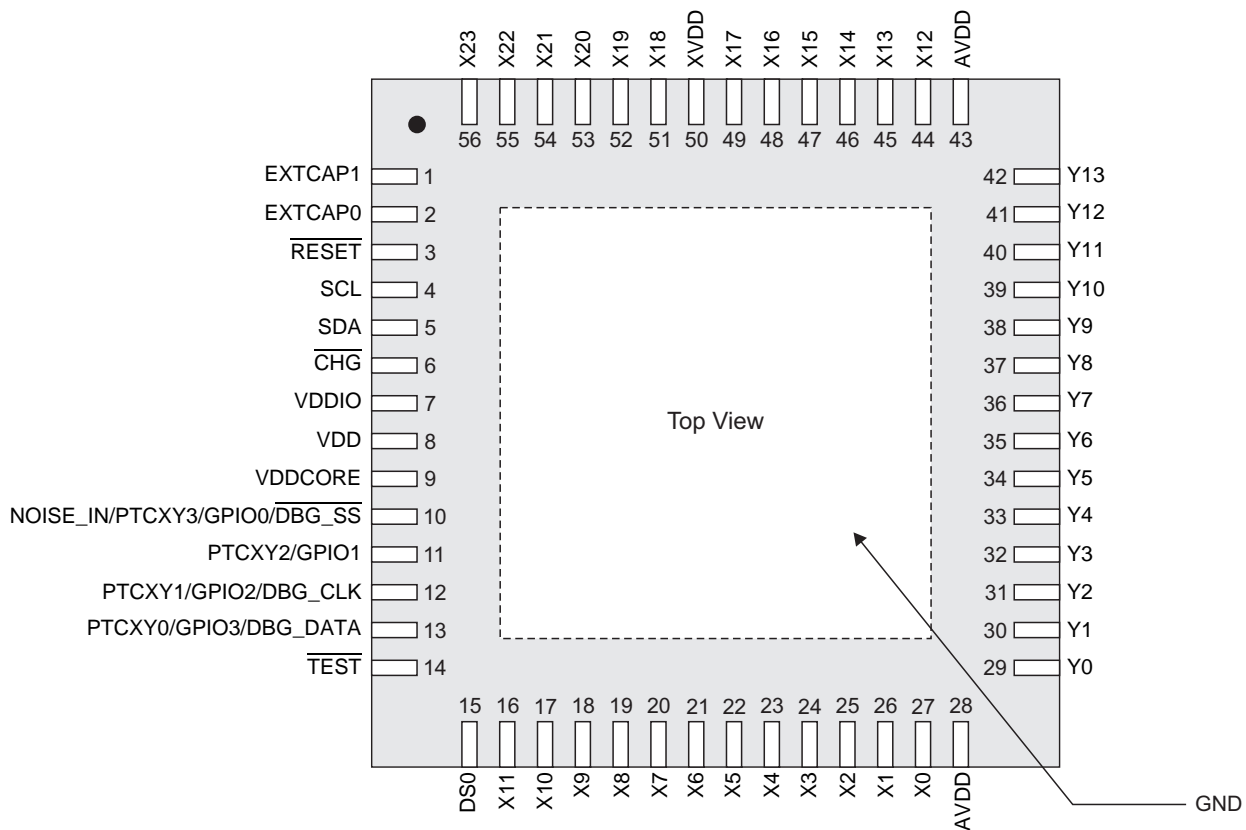 X23 X22 X21 X20 X19 X18 XVDD X17 X16 X15 X14 X13 X12 AVDD
56 55 54 53 52 51 50 49 48 47 46 45 44 43
EXTCAP1 1 42 Y13
EXTCAP0 2 41 Y12
RESET 3 40 Y11
SCL 4 39 Y10
SDA 5 38 Y9
CHG 6 37 Y8
VDDIO 7 36 Y7
Top View
VDD 8 35 Y6
VDDCORE 9 34 Y5
NOISE_IN/PTCXY3/GPIO0/DBG_SS 10 33 Y4
PTCXY2/GPIO1 11 32 Y3
PTCXY1/GPIO2/DBG_CLK 12 31 Y2
PTCXY0/GPIO3/DBG_DATA 13 30 Y1
TEST 14 29 Y0
15 16 17 18 19 20 21 22 23 24 25 26 27 28
DS0 X11 X10 X9 X8 X7 X6 X5 X4 X3 X2 X1 X0 AVDD
GND